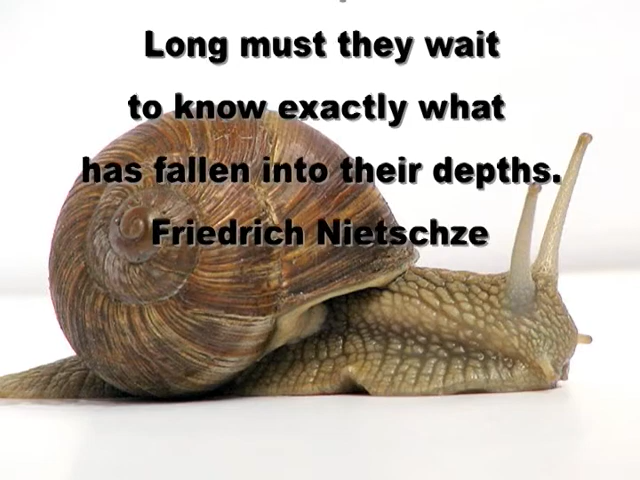 Long must they wait
to know exactly what
has fallen into their depths.
Friedrich Nietschze